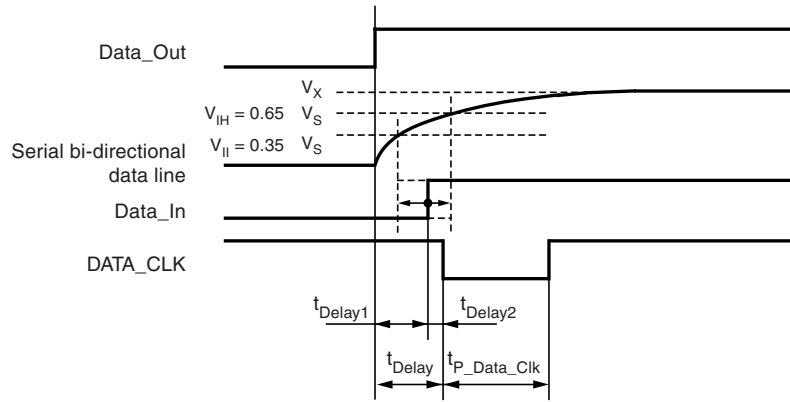 Data_Out
V_X
V_IH = 0.65 V_S
V_Il = 0.35 V_S
Serial bi-directional
data line
Data_In
DATA_CLK
t_Delay1
t_Delay2
t_Delay
t_P_Data_Clk